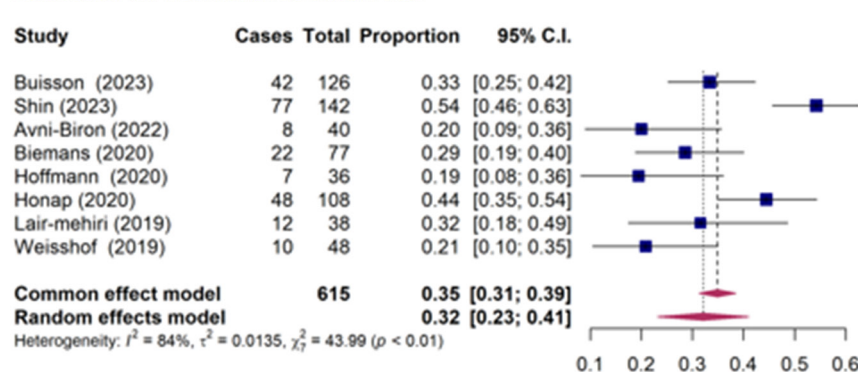 Study Cases Total Proportion 95% C.I.
Buisson (2023) 42 126 0.33 [0.25; 0.42]
Shin (2023) 77 142 0.54 [0.46; 0.63]
Avni-Biron (2022) 8 40 0.20 [0.09; 0.36]
Biemans (2020) 22 77 0.29 [0.19; 0.40]
Hoffmann (2020) 7 36 0.19 [0.08; 0.36]
Honap (2020) 48 108 0.44 [0.35; 0.54]
Lair-mehiri (2019) 12 38 0.32 [0.18; 0.49]
Weisshof (2019) 10 48 0.21 [0.10; 0.35]
Common effect model 615 0.35 [0.31; 0.39]
Random effects model 0.32 [0.23; 0.41]
Heterogeneity: I² = 84%, τ² = 0.0135, χ²₇ = 43.99 (p < 0.01)
0.1 0.2 0.3 0.4 0.5 0.6